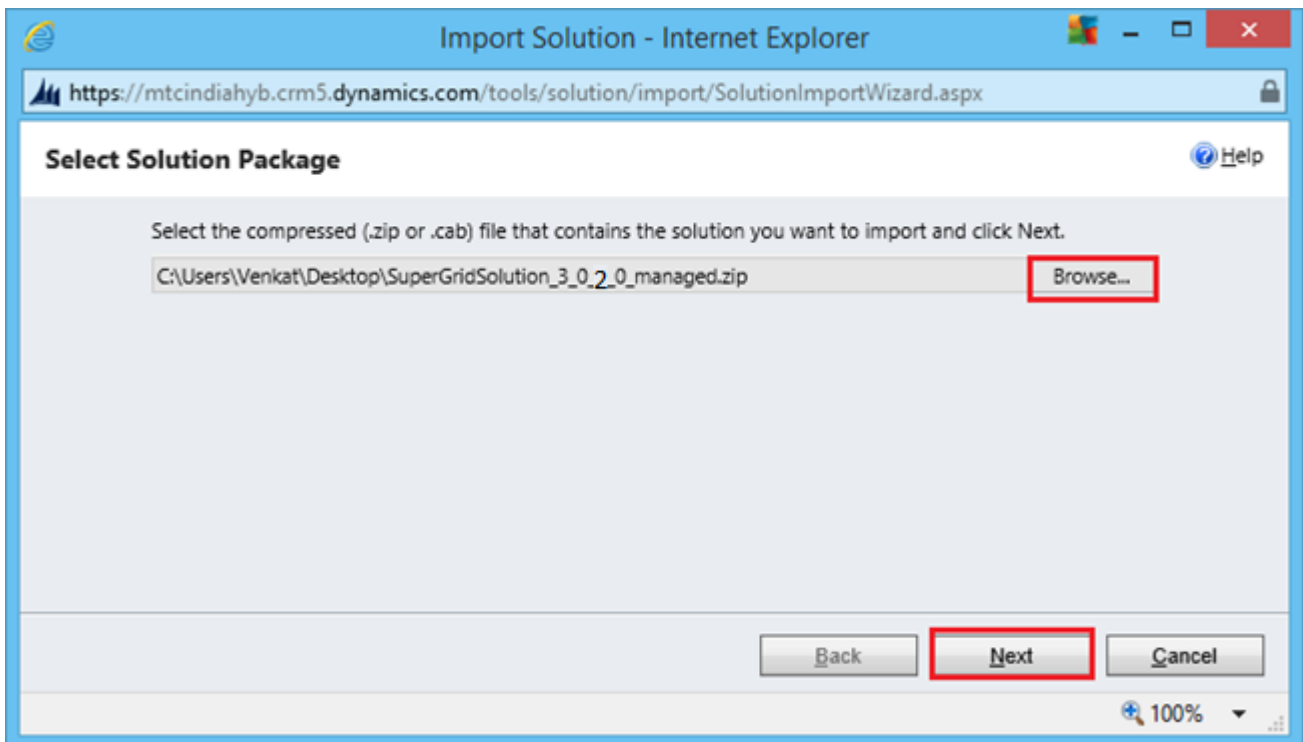 Import Solution - Internet Explorer
https://mtcindiahyb.crm5.dynamics.com/tools/solution/import/SolutionImportWizard.aspx
Select Solution Package
Help
Select the compressed (.zip or .cab) file that contains the solution you want to import and click Next.
C:\Users\Venkat\Desktop\SuperGridSolution_3_0_2_0_managed.zip Browse...
Back Next Cancel
100%